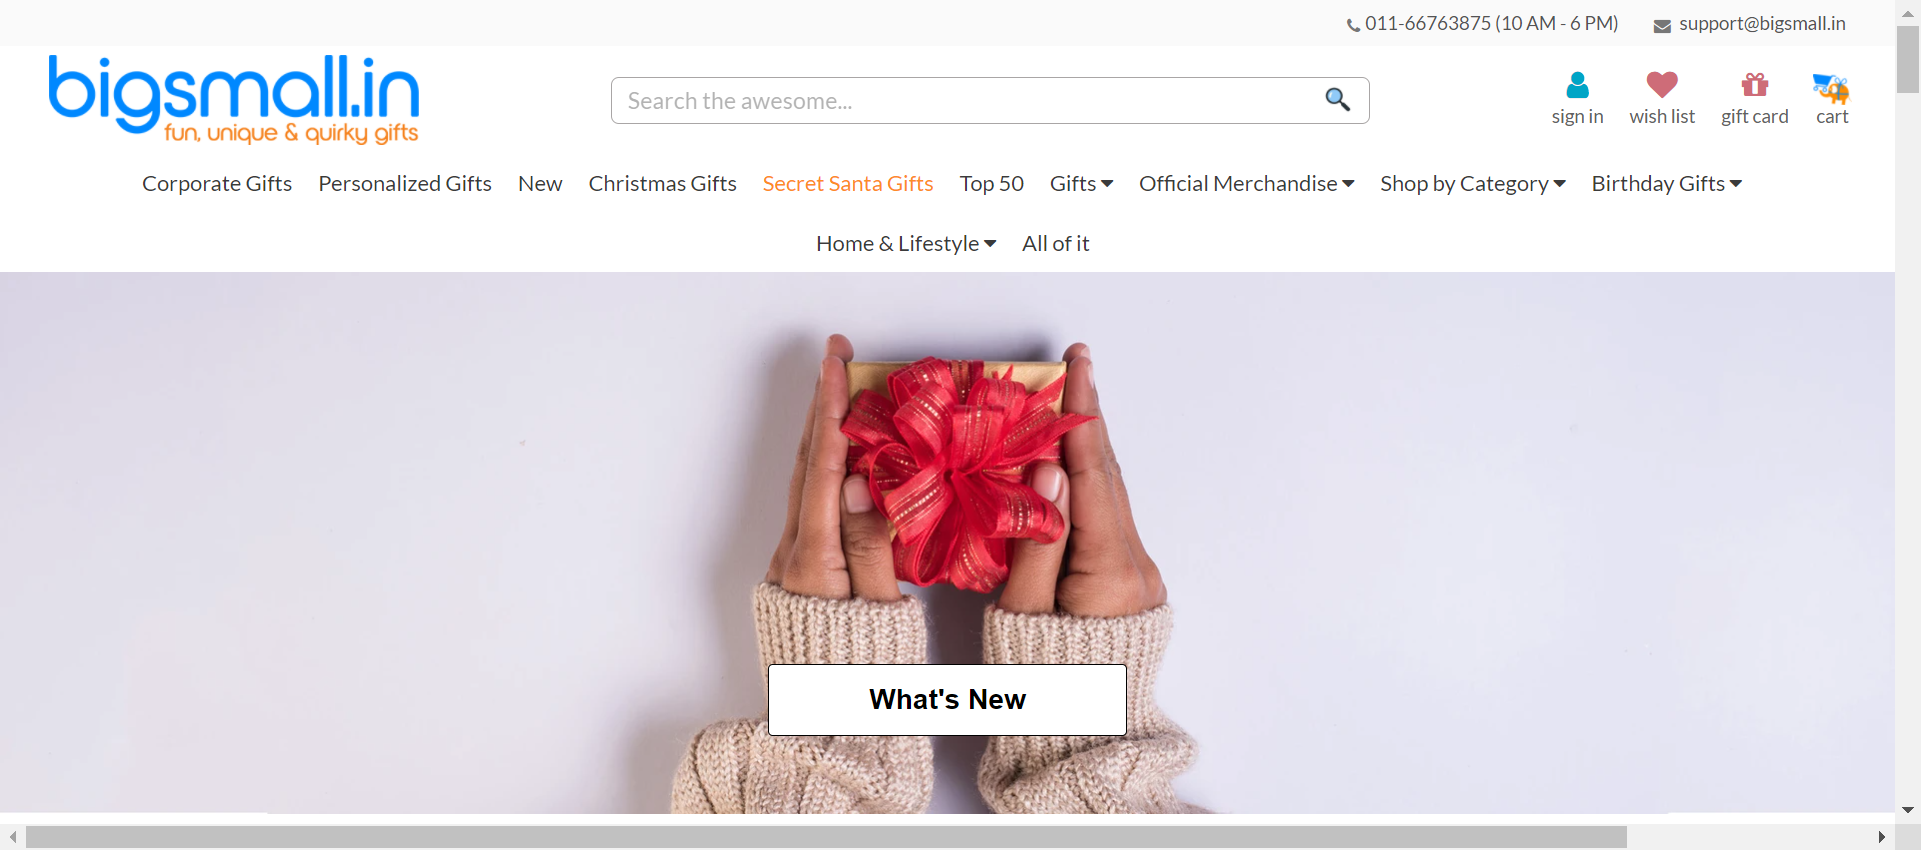 011-66763875 (10 AM - 6 PM) support@bigsmall.in
bigsmall.in
fun, unique & quirky gifts
Search the awesome...
sign in wish list gift card cart
Corporate Gifts Personalized Gifts New Christmas Gifts Secret Santa Gifts Top 50 Gifts Official Merchandise Shop by Category Birthday Gifts
Home & Lifestyle All of it
What's New